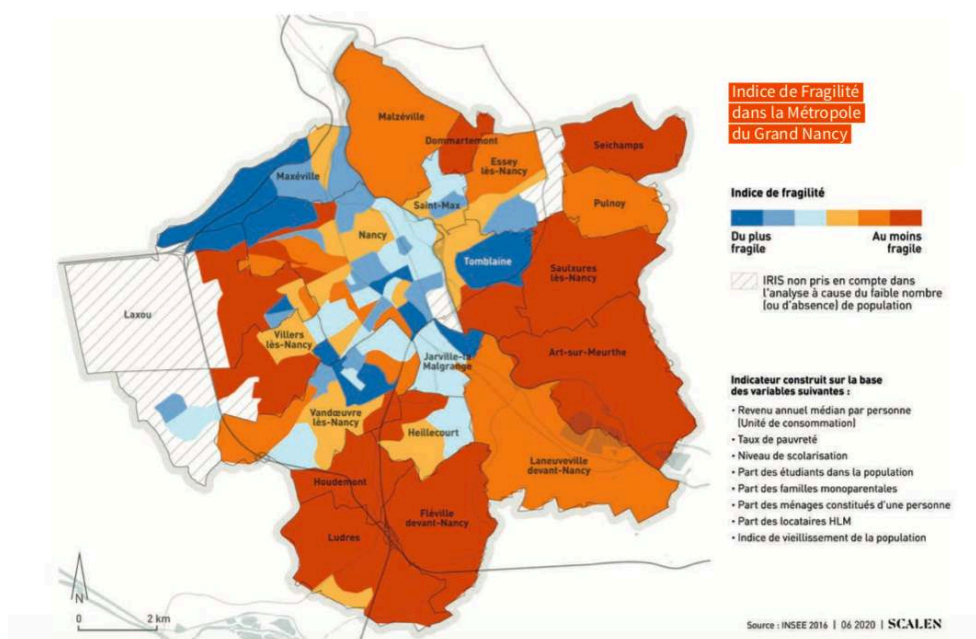 Indice de Fragilité
dans la Métropole
du Grand Nancy
Malzéville
Dommartemont
Seichamps
Essey
lès-Nancy
Maxéville
Saint-Max
Pulnoy
Nancy
Tomblaine
Saulxures
lès-Nancy
Laxou
Villers
lès-Nancy
Jarville-la
Malgrange
Art-sur-Meurthe
Vandœuvre
lès-Nancy
Heillecourt
Laneuveville
devant-Nancy
Houdemont
Fléville
devant-Nancy
Ludres
Indice de fragilité
Du plus
fragile
Au moins
fragile
IRIS non pris en compte dans
l'analyse à cause du faible nombre
(ou d'absence) de population
Indicateur construit sur la base
des variables suivantes :
• Revenu annuel médian par personne
(Unité de consommation)
• Taux de pauvreté
• Niveau de scolarisation
• Part des étudiants dans la population
• Part des familles monoparentales
• Part des ménages constitués d'une personne
• Part des locataires HLM
• Indice de vieillissement de la population
N
0 2 km
Source : INSEE 2016 | 06 2020 | SCALEN